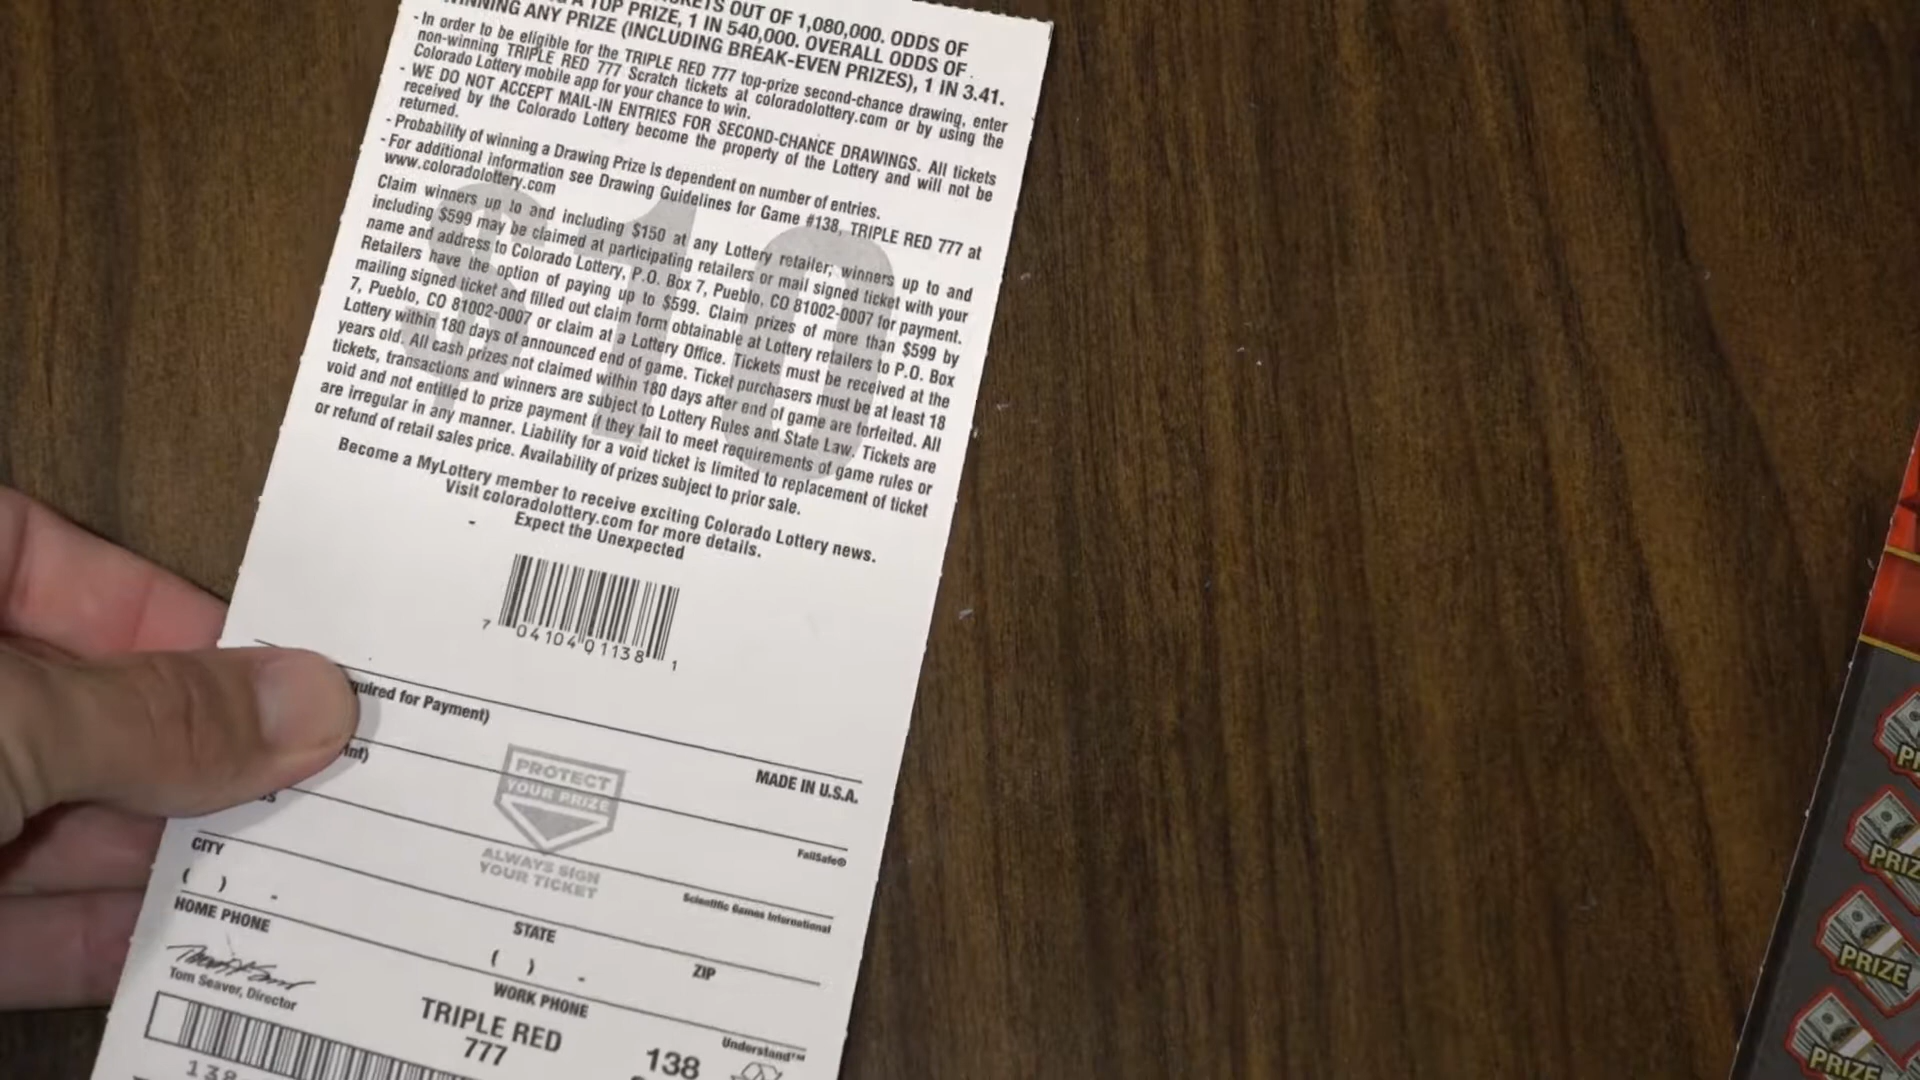 TS OUT OF 1,080,000. ODDS OF
A TOP PRIZE, 1 IN 540,000. OVERALL ODDS OF
WINNING ANY PRIZE (INCLUDING BREAK-EVEN PRIZES), 1 IN 3.41.
- In order to be eligible for the TRIPLE RED 777 top-prize second-chance drawing, enter
non-winning TRIPLE RED 777 Scratch tickets at coloradolottery.com or by using the
Colorado Lottery mobile app for your chance to win.
- WE DO NOT ACCEPT MAIL-IN ENTRIES FOR SECOND-CHANCE DRAWINGS. All tickets
received by the Colorado Lottery become the property of the Lottery and will not be
returned.
- Probability of winning a Drawing Prize is dependent on number of entries.
- For additional information see Drawing Guidelines for Game #138, TRIPLE RED 777 at
www.coloradolottery.com
Claim winners up to and including $150 at any Lottery retailer; winners up to and
including $599 may be claimed at participating retailers or mail signed ticket with your
name and address to Colorado Lottery, P.O. Box 7, Pueblo, CO 81002-0007 for payment.
Retailers have the option of paying up to $599. Claim prizes of more than $599 by
mailing signed ticket and filled out claim form obtainable at Lottery retailers to P.O. Box
7, Pueblo, CO 81002-0007 or claim at a Lottery Office. Tickets must be received at the
Lottery within 180 days of announced end of game. Ticket purchasers must be at least 18
years old. All cash prizes not claimed within 180 days after end of game are forfeited. All
tickets, transactions and winners are subject to Lottery Rules and State Law. Tickets are
void and not entitled to prize payment if they fail to meet requirements of game rules or
are irregular in any manner. Liability for a void ticket is limited to replacement of ticket
or refund of retail sales price. Availability of prizes subject to prior sale.
$10
Become a MyLottery member to receive exciting Colorado Lottery news.
Visit coloradolottery.com for more details.
- Expect the Unexpected
7 04104 01138 1
quired for Payment)
MADE IN U.S.A.
int)
PROTECT
YOUR PRIZE
ALWAYS SIGN
YOUR TICKET
FailSafe®
CITY
Scientific Games International
( ) -
HOME PHONE
STATE
ZIP
( ) -
WORK PHONE
Tom Seaver, Director
TRIPLE RED
777
138
Understand™
138
PRIZ
PRIZE
PRIZE